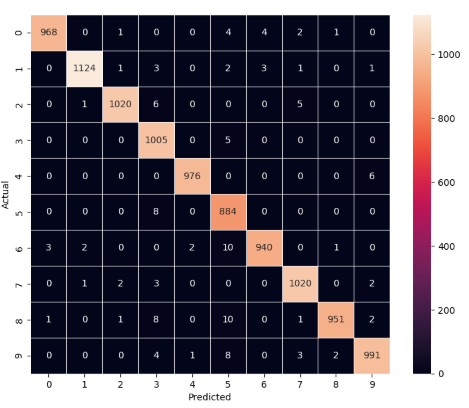 0 968 0 1 0 0 4 4 2 1 0
1 0 1124 1 3 0 2 3 1 0 1
2 0 1 1020 6 0 0 0 5 0 0
3 0 0 0 1005 0 5 0 0 0 0
4 0 0 0 0 976 0 0 0 0 6
5 0 0 0 8 0 884 0 0 0 0
6 3 2 0 0 2 10 940 0 1 0
7 0 1 2 3 0 0 0 1020 0 2
8 1 0 1 8 0 10 0 1 951 2
9 0 0 0 4 1 8 0 3 2 991
0 1 2 3 4 5 6 7 8 9
Actual
Predicted
1000
800
600
400
200
0